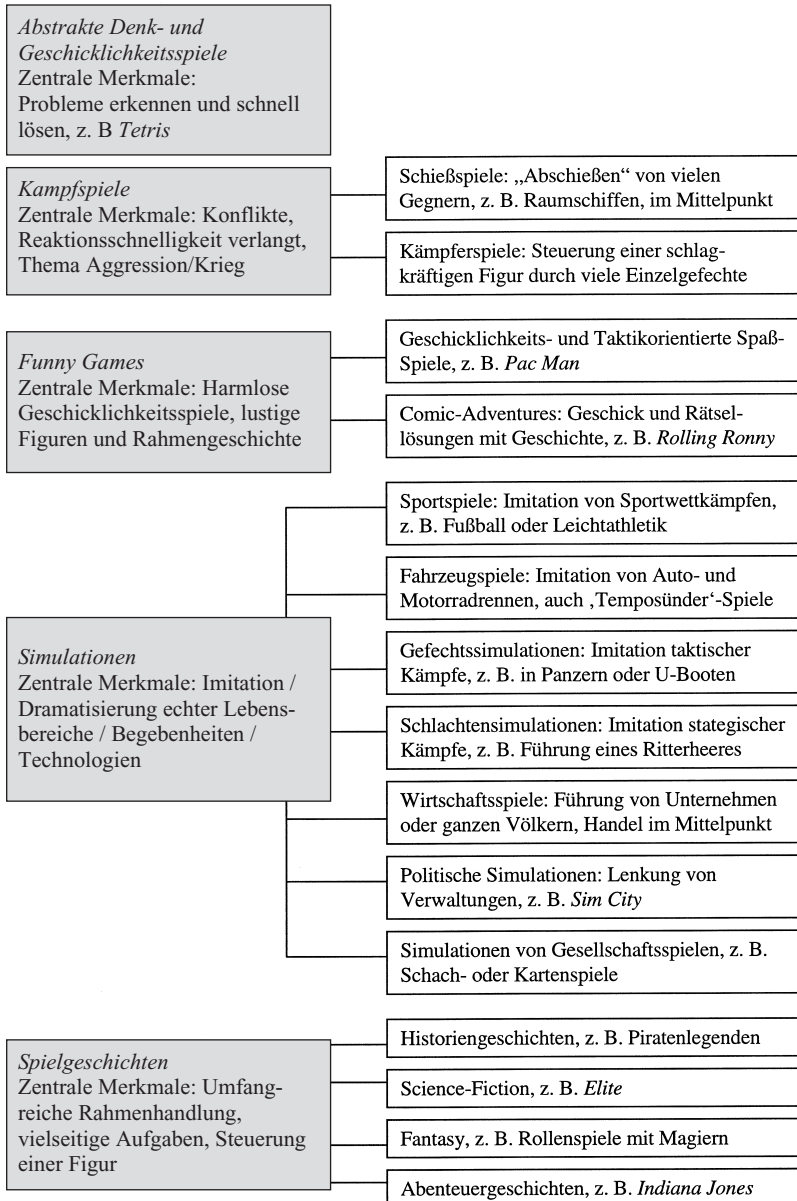 Abstrakte Denk- und
Geschicklichkeitsspiele
Zentrale Merkmale:
Probleme erkennen und schnell
lösen, z. B Tetris
Kampfspiele
Zentrale Merkmale: Konflikte,
Reaktionsschnelligkeit verlangt,
Thema Aggression/Krieg
Schießspiele: „Abschießen“ von vielen
Gegnern, z. B. Raumschiffen, im Mittelpunkt
Kämpferspiele: Steuerung einer schlag-
kräftigen Figur durch viele Einzelgefechte
Funny Games
Zentrale Merkmale: Harmlose
Geschicklichkeitsspiele, lustige
Figuren und Rahmengeschichte
Geschicklichkeits- und Taktikorientierte Spaß-
Spiele, z. B. Pac Man
Comic-Adventures: Geschick und Rätsel-
lösungen mit Geschichte, z. B. Rolling Ronny
Simulationen
Zentrale Merkmale: Imitation /
Dramatisierung echter Lebens-
bereiche / Begebenheiten /
Technologien
Sportspiele: Imitation von Sportwettkämpfen,
z. B. Fußball oder Leichtathletik
Fahrzeugspiele: Imitation von Auto- und
Motorradrennen, auch ‚Temposünder‘-Spiele
Gefechtssimulationen: Imitation taktischer
Kämpfe, z. B. in Panzern oder U-Booten
Schlachtensimulationen: Imitation stategischer
Kämpfe, z. B. Führung eines Ritterheeres
Wirtschaftsspiele: Führung von Unternehmen
oder ganzen Völkern, Handel im Mittelpunkt
Politische Simulationen: Lenkung von
Verwaltungen, z. B. Sim City
Simulationen von Gesellschaftsspielen, z. B.
Schach- oder Kartenspiele
Spielgeschichten
Zentrale Merkmale: Umfang-
reiche Rahmenhandlung,
vielseitige Aufgaben, Steuerung
einer Figur
Historiengeschichten, z. B. Piratenlegenden
Science-Fiction, z. B. Elite
Fantasy, z. B. Rollenspiele mit Magiern
Abenteuergeschichten, z. B. Indiana Jones